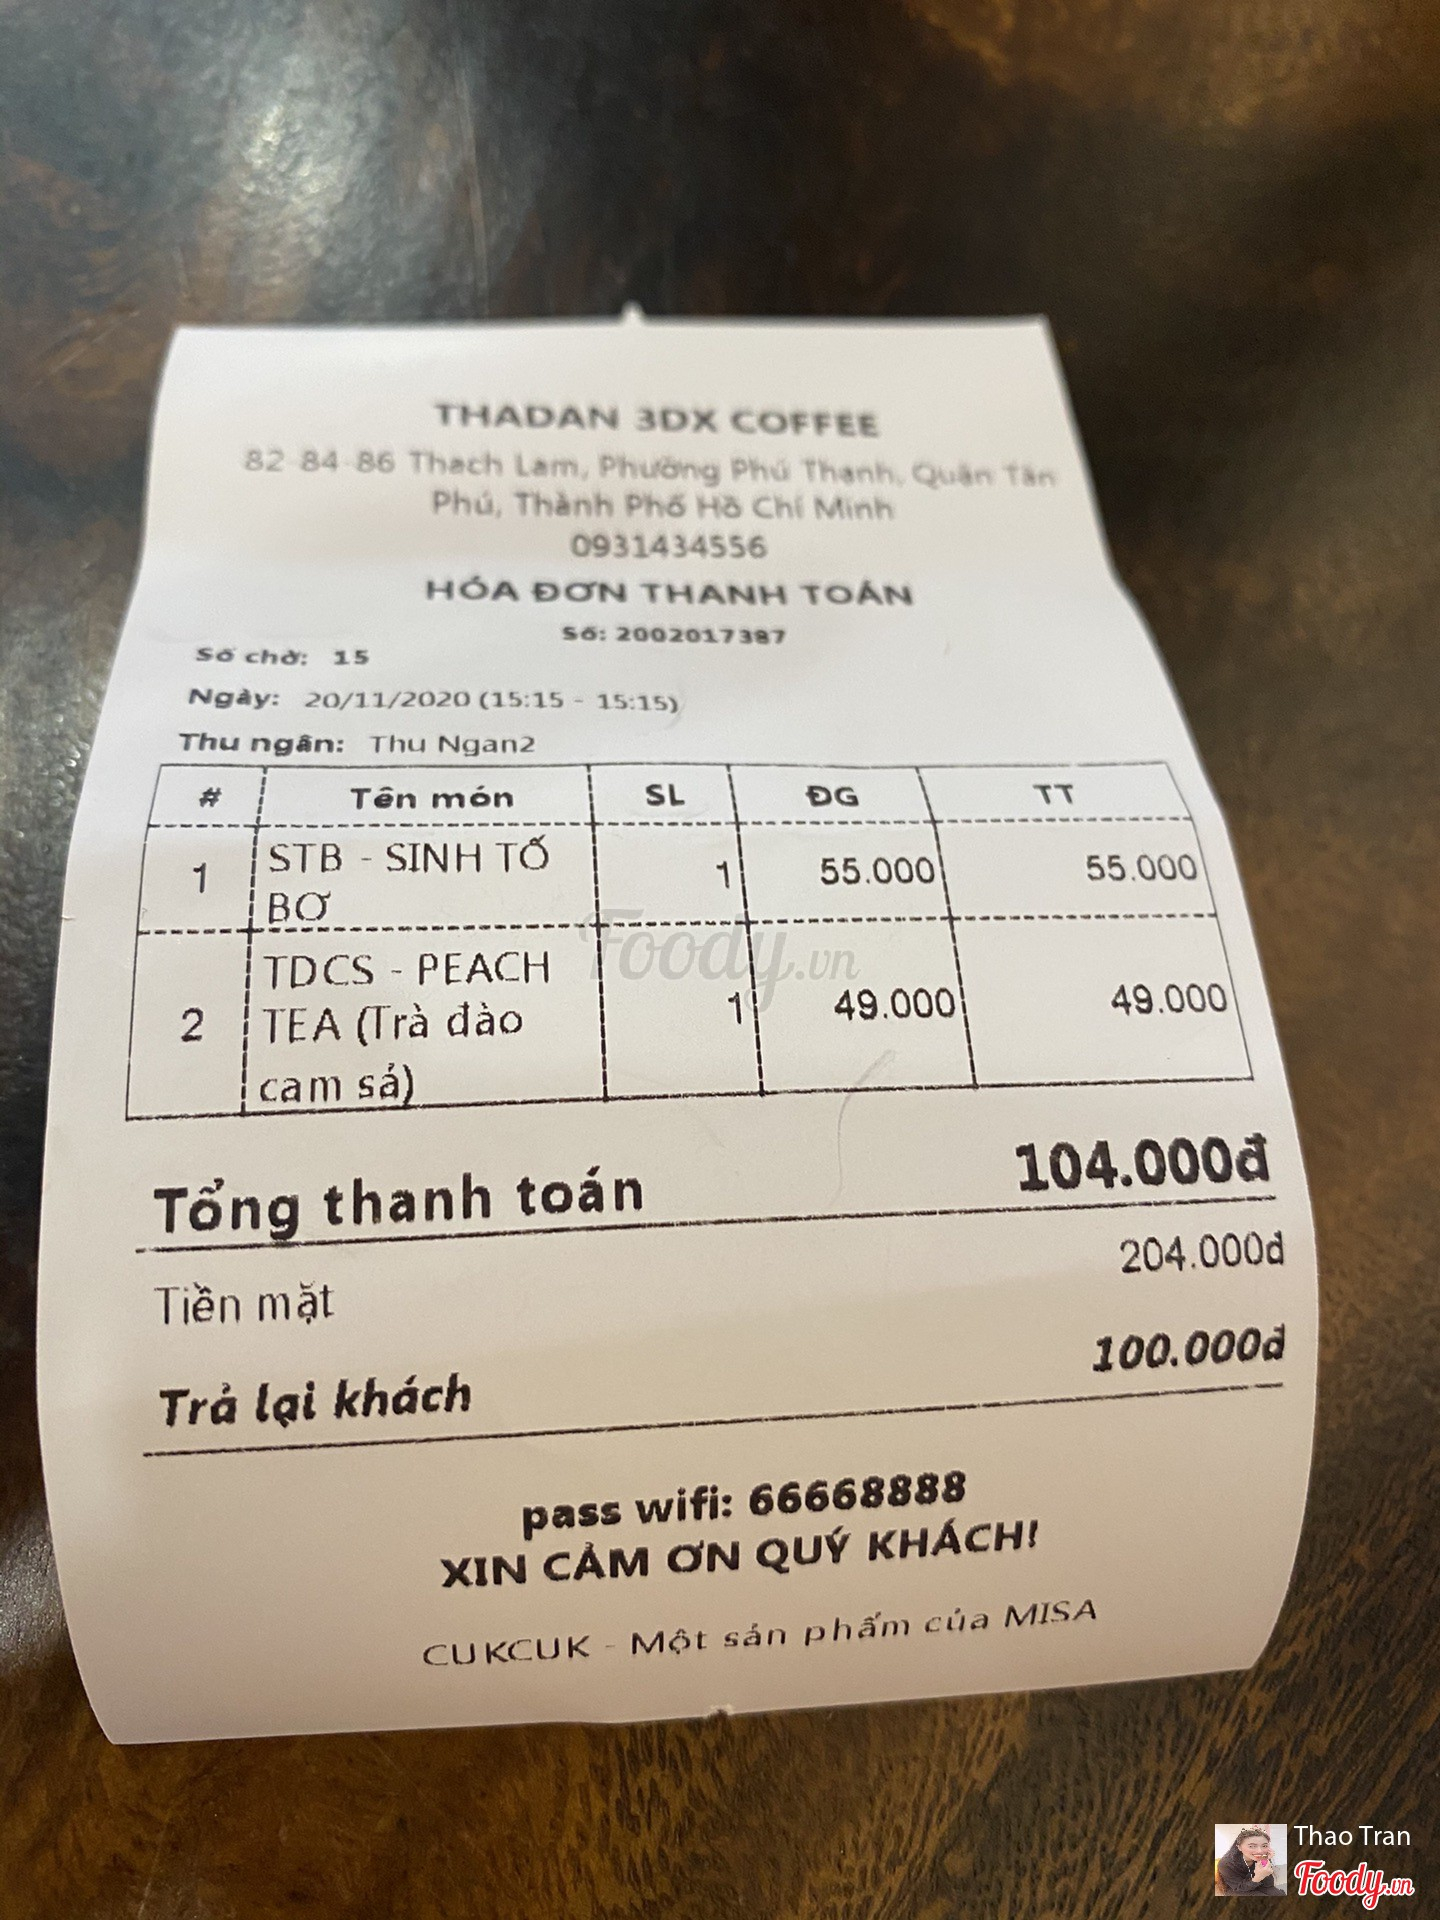 THADAN 3DX COFFEE
82-84-86 Thach Lam, Phường Phú Thạnh, Quận Tân
Phú, Thành Phố Hồ Chí Minh
0931434556
HÓA ĐƠN THANH TOÁN
Số: 2002017387
Số chờ: 15
Ngày: 20/11/2020 (15:15 - 15:15)
Thu ngân: Thu Ngan2
# Tên món SL ĐG TT
1 STB - SINH TỐ BƠ 1 55.000 55.000
2 TDCS - PEACH TEA (Trà đào cam sả) 1 49.000 49.000
Tổng thanh toán 104.000đ
Tiền mặt 204.000đ
Trả lại khách 100.000đ
pass wifi: 66668888
XIN CẢM ƠN QUÝ KHÁCH!
CUKCUK - Một sản phẩm của MISA
Foody.vn
Thao Tran
Foody.vn